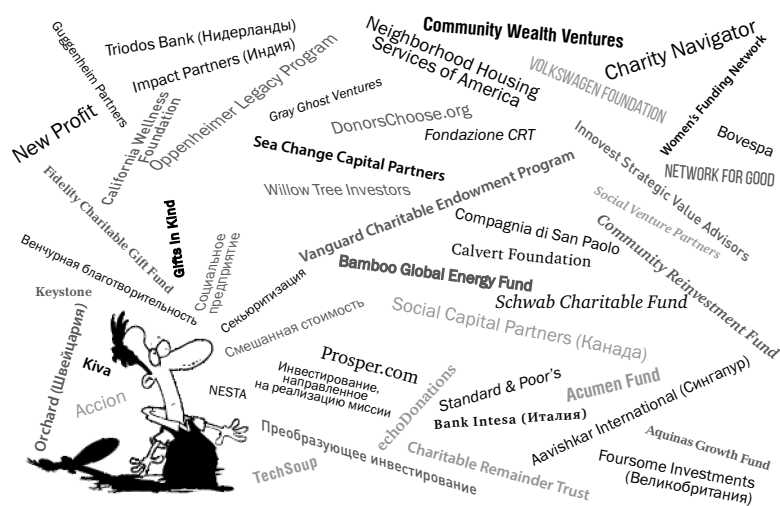 Guggenheim Partners
Triodos Bank (Нидерланды)
Impact Partners (Индия)
Neighborhood Housing
Services of America
Community Wealth Ventures
VOLKSWAGEN FOUNDATION
Charity Navigator
Women's Funding Network
Bovespa
New Profit
California Wellness
Foundation
Oppenheimer Legacy Program
Gray Ghost Ventures
DonorsChoose.org
Fondazione CRT
Sea Change Capital Partners
Innovest Strategic Value Advisors
NETWORK FOR GOOD
Fidelity Charitable Gift Fund
Gifts In Kind
Willow Tree Investors
Vanguard Charitable Endowment Program
Social Venture Partners
Compagnia di San Paolo
Community Reinvestment Fund
Венчурная благотворительность
Социальное
предприятие
Секьюритизация
Calvert Foundation
Bamboo Global Energy Fund
Schwab Charitable Fund
Keystone
Смешанная стоимость
Social Capital Partners (Канада)
Orchard (Швейцария)
Kiva
Accion
NESTA
Prosper.com
Инвестирование,
направленное
на реализацию миссии
echoDonations
Standard & Poor's
Acumen Fund
Bank Intesa (Италия)
Aavishkar International (Сингапур)
Преобразующее инвестирование
TechSoup
Charitable Remainder Trust
Aquinas Growth Fund
Foursome Investments
(Великобритания)